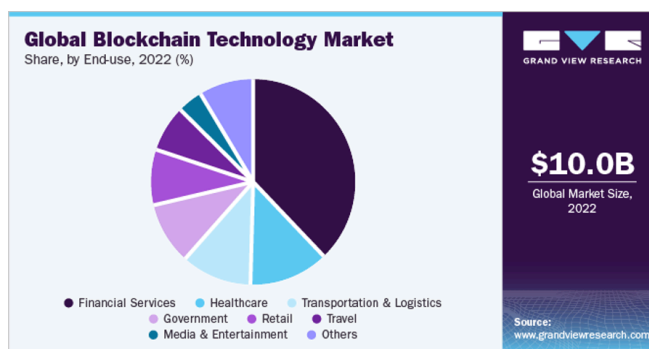 Global Blockchain Technology Market
Share, by End-use, 2022 (%)
Financial Services
Healthcare
Transportation & Logistics
Government
Retail
Travel
Media & Entertainment
Others
GRAND VIEW RESEARCH
$10.0B
Global Market Size,
2022
Source:
www.grandviewresearch.com